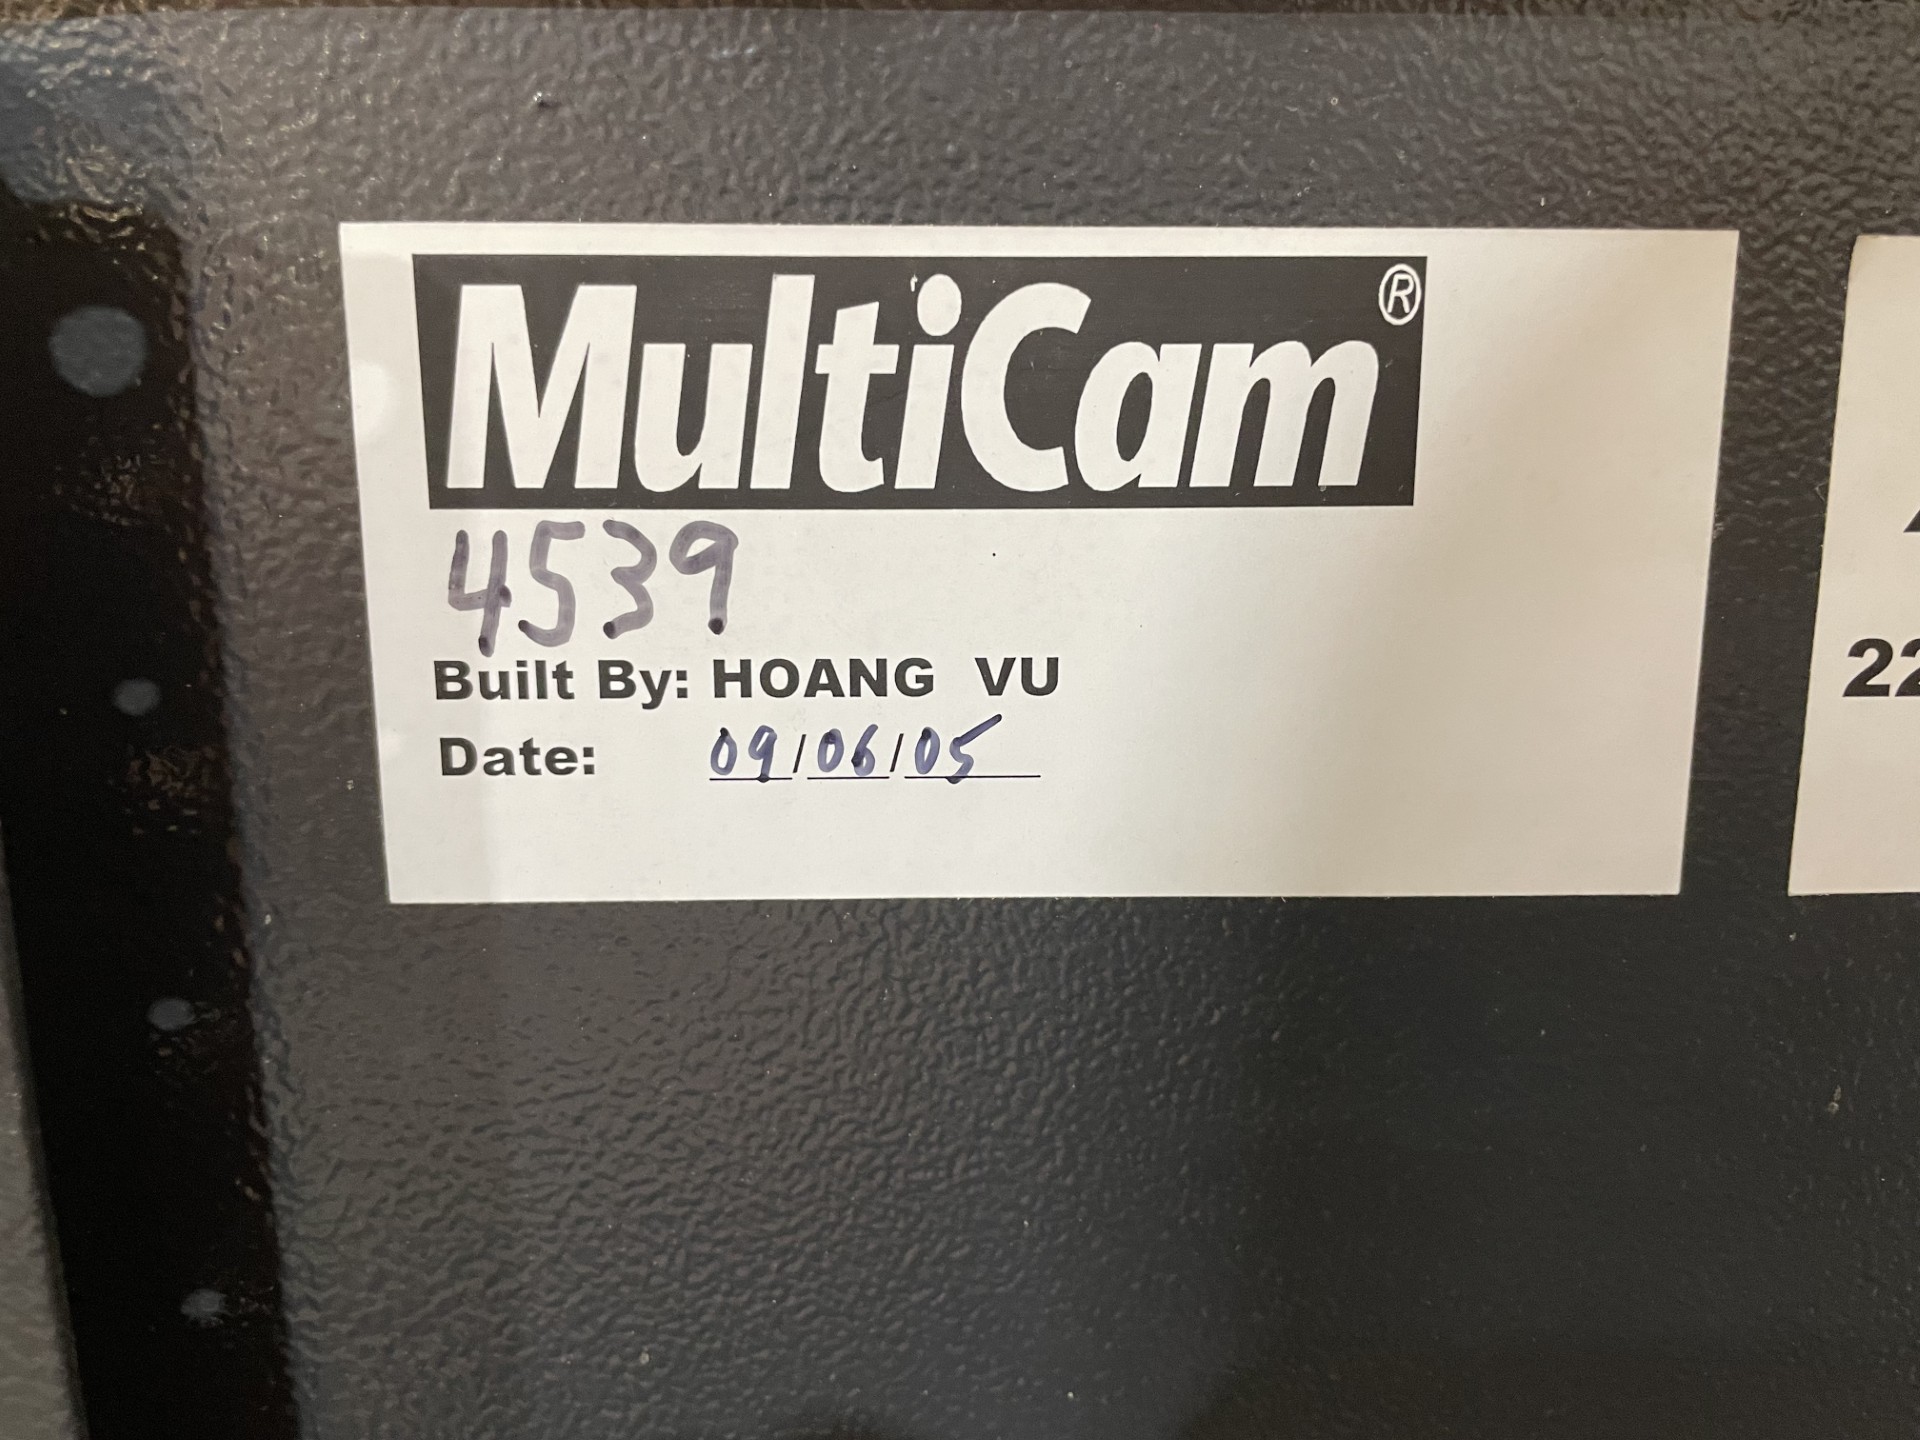 MultiCam®
4539
Built By: HOANG VU
Date: 09/06/05
22